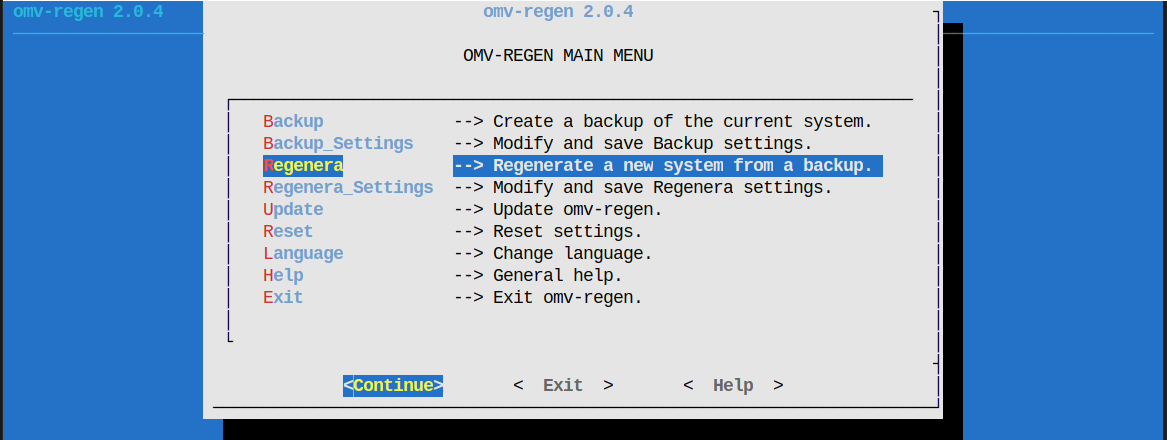 omv-regen 2.0.4 omv-regen 2.0.4
OMV-REGEN MAIN MENU
Backup --> Create a backup of the current system.
Backup_Settings --> Modify and save Backup settings.
Regenera --> Regenerate a new system from a backup.
Regenera_Settings --> Modify and save Regenera settings.
Update --> Update omv-regen.
Reset --> Reset settings.
Language --> Change language.
Help --> General help.
Exit --> Exit omv-regen.
<Continue> < Exit > < Help >